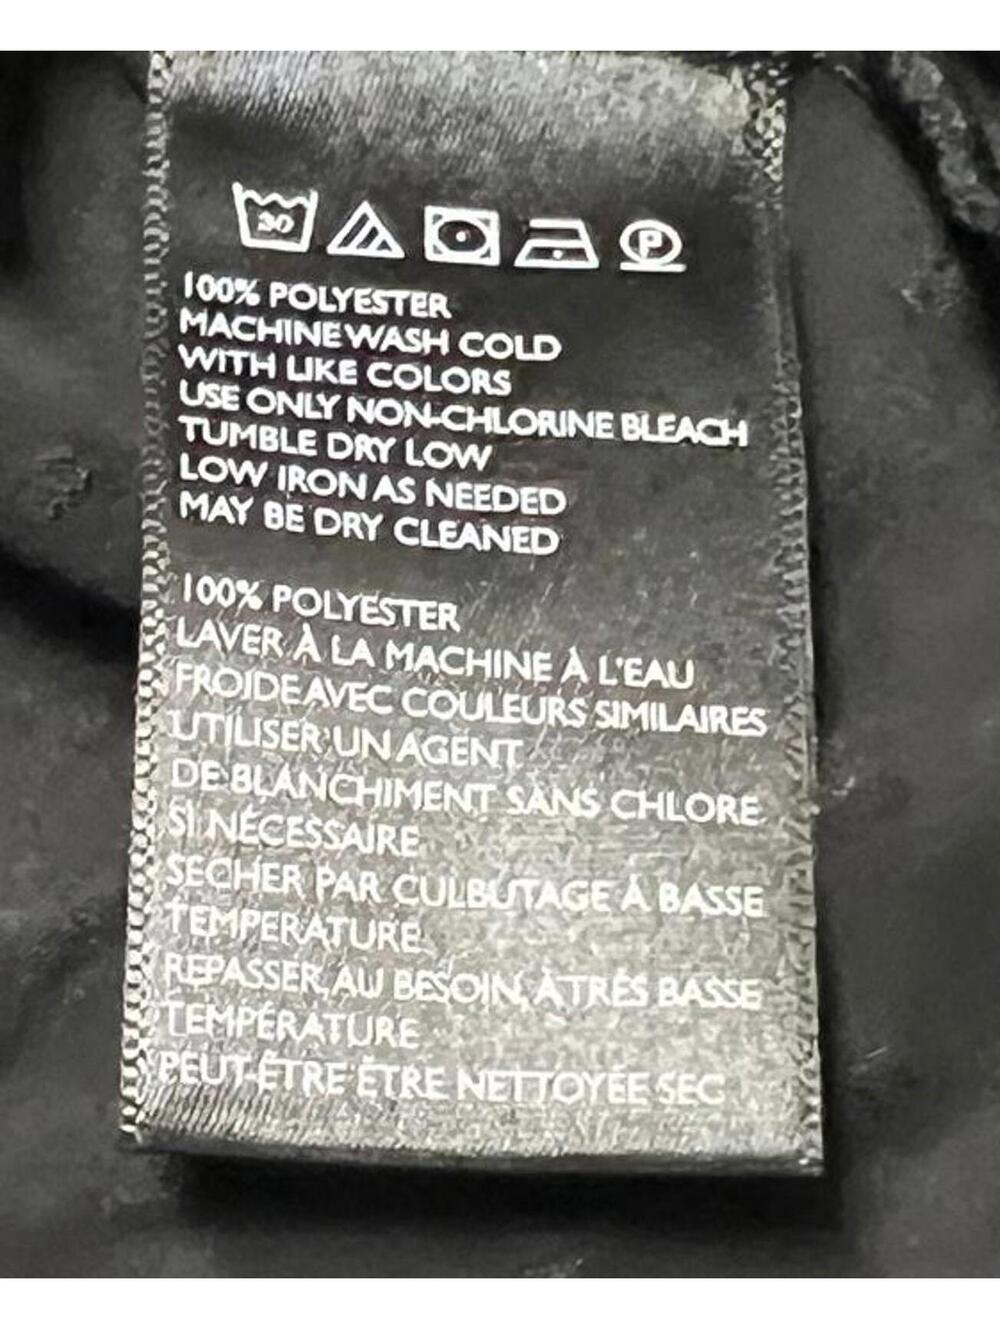 30
P
100% POLYESTER
MACHINE WASH COLD
WITH LIKE COLORS
USE ONLY NON-CHLORINE BLEACH
TUMBLE DRY LOW
LOW IRON AS NEEDED
MAY BE DRY CLEANED
100% POLYESTER
LAVER À LA MACHINE À L'EAU
FROIDE AVEC COULEURS SIMILAIRES
UTILISER UN AGENT
DE BLANCHIMENT SANS CHLORE
SI NÉCESSAIRE
SÉCHER PAR CULBUTAGE À BASSE
TEMPÉRATURE
REPASSER, AU BESOIN, À TRÈS BASSE
TEMPÉRATURE
PEUT-ÊTRE ÊTRE NETTOYÉE SEC